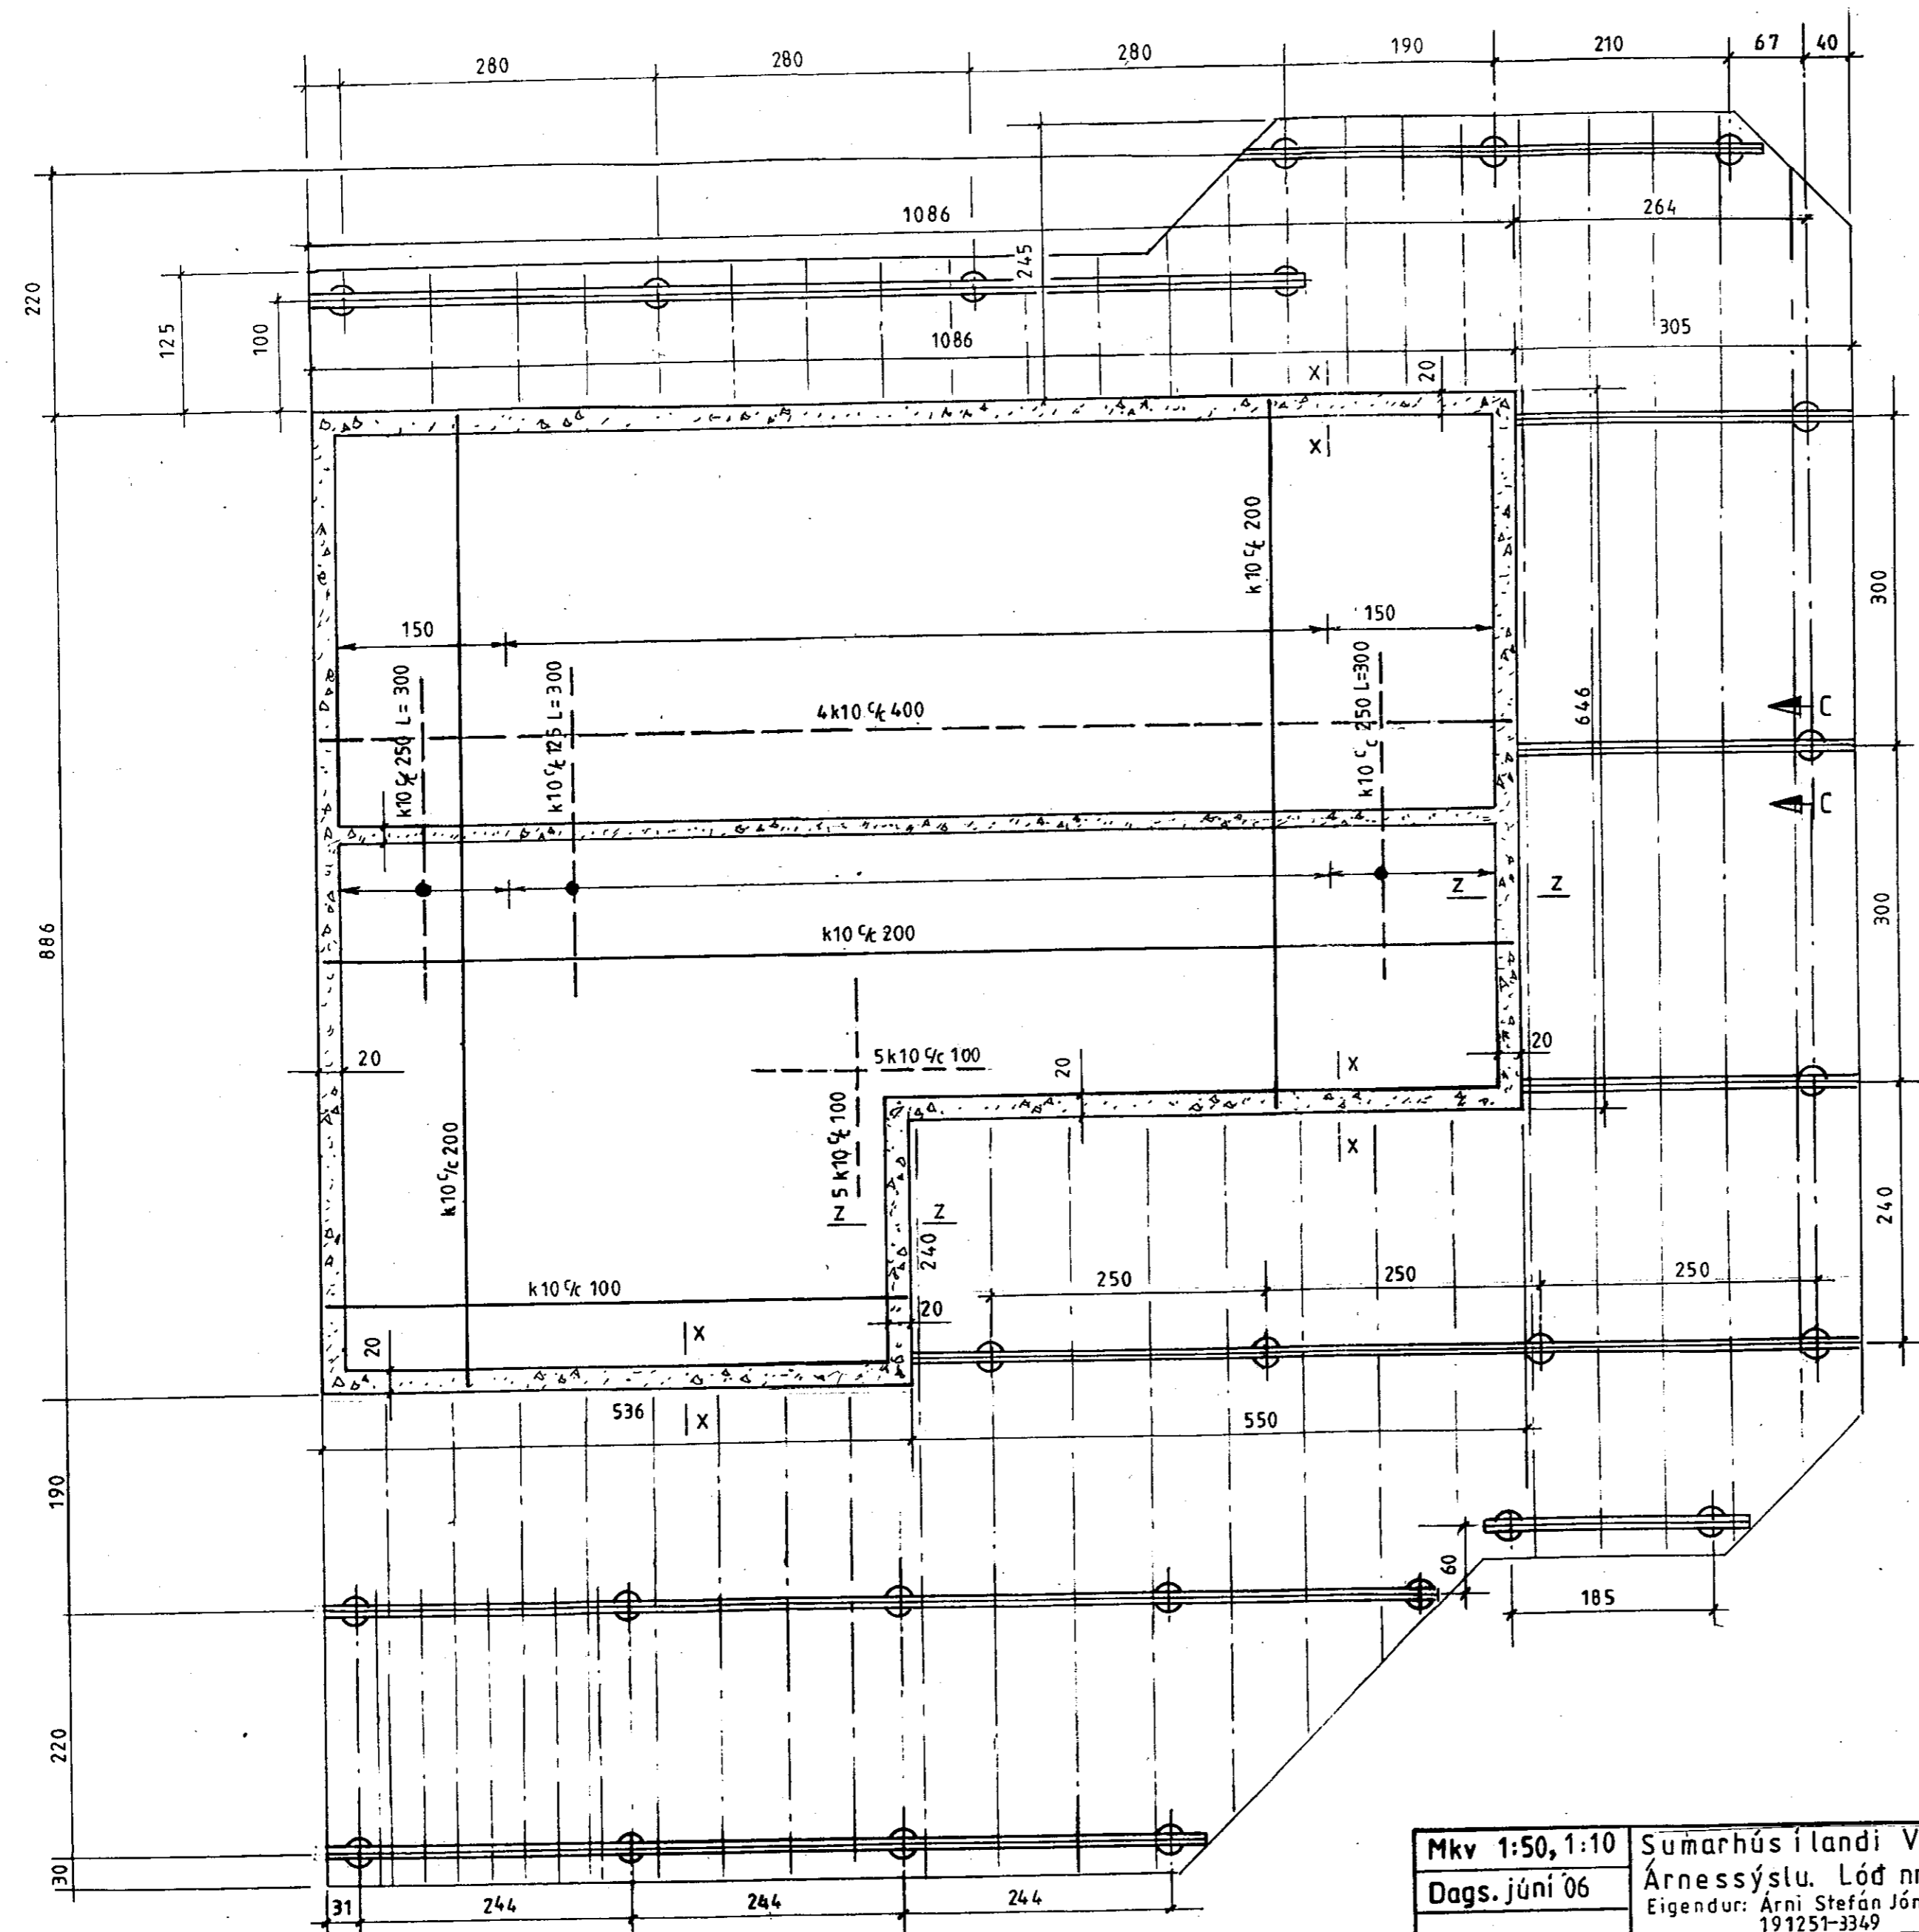 280
280
280
190
210
67
40
1086
264
245
220
125
100
1086
305
20
X
X
k10 c/c 200
150
150
300
k10 c/c 250 L=300
k10 c/c 125 L=300
4k10 c/c 400
k10 c/c 250 L=300
646
C
C
Z
Z
886
k10 c/c 200
300
20
5k10 c/c 100
20
X
20
k10 c/c 200
5 k10 c/c 100
X
Z
Z
240
240
250
250
250
k10 c/c 100
20
20
X
536
X
550
190
60
185
220
30
31
244
244
244
Mkv 1:50, 1:10
Dags. júní 06
Sumarhús í landi V
Árnessýslu. Lóð nr
Eigendur: Árni Stefán Jór
191251-3349